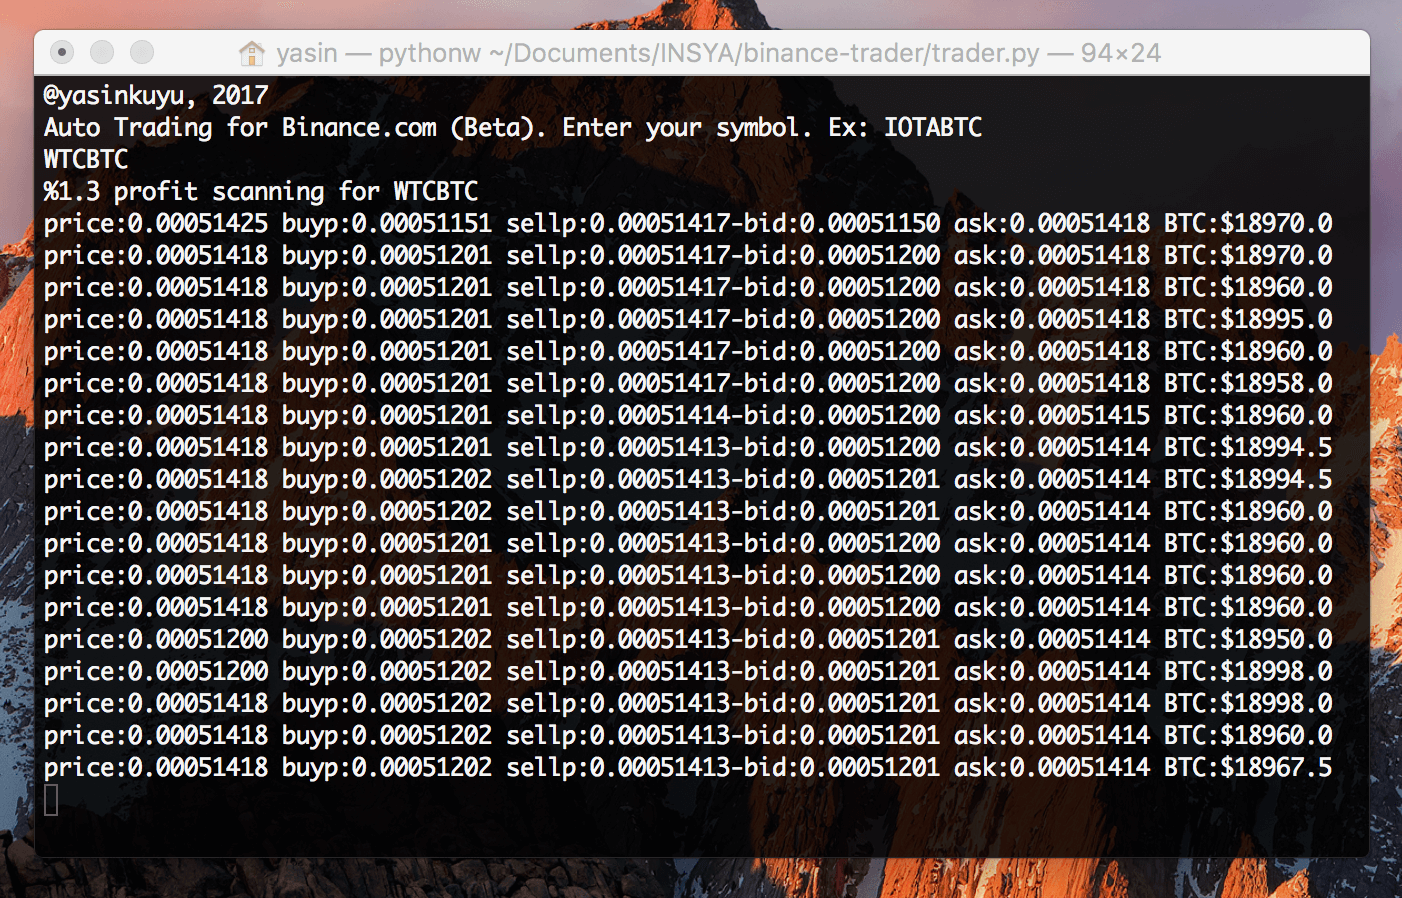 yasin — pythonw ~/Documents/INSYA/binance-trader/trader.py — 94×24
@yasinkuyu, 2017
Auto Trading for Binance.com (Beta). Enter your symbol. Ex: IOTABTC
WTCBTC
%1.3 profit scanning for WTCBTC
price:0.00051425 buyp:0.00051151 sellp:0.00051417-bid:0.00051150 ask:0.00051418 BTC:$18970.0
price:0.00051418 buyp:0.00051201 sellp:0.00051417-bid:0.00051200 ask:0.00051418 BTC:$18970.0
price:0.00051418 buyp:0.00051201 sellp:0.00051417-bid:0.00051200 ask:0.00051418 BTC:$18960.0
price:0.00051418 buyp:0.00051201 sellp:0.00051417-bid:0.00051200 ask:0.00051418 BTC:$18995.0
price:0.00051418 buyp:0.00051201 sellp:0.00051417-bid:0.00051200 ask:0.00051418 BTC:$18960.0
price:0.00051418 buyp:0.00051201 sellp:0.00051417-bid:0.00051200 ask:0.00051418 BTC:$18958.0
price:0.00051418 buyp:0.00051201 sellp:0.00051414-bid:0.00051200 ask:0.00051415 BTC:$18960.0
price:0.00051418 buyp:0.00051201 sellp:0.00051413-bid:0.00051200 ask:0.00051414 BTC:$18994.5
price:0.00051418 buyp:0.00051202 sellp:0.00051413-bid:0.00051201 ask:0.00051414 BTC:$18994.5
price:0.00051418 buyp:0.00051202 sellp:0.00051413-bid:0.00051201 ask:0.00051414 BTC:$18960.0
price:0.00051418 buyp:0.00051201 sellp:0.00051413-bid:0.00051200 ask:0.00051414 BTC:$18960.0
price:0.00051418 buyp:0.00051201 sellp:0.00051413-bid:0.00051200 ask:0.00051414 BTC:$18960.0
price:0.00051418 buyp:0.00051201 sellp:0.00051413-bid:0.00051200 ask:0.00051414 BTC:$18960.0
price:0.00051200 buyp:0.00051202 sellp:0.00051413-bid:0.00051201 ask:0.00051414 BTC:$18950.0
price:0.00051200 buyp:0.00051202 sellp:0.00051413-bid:0.00051201 ask:0.00051414 BTC:$18998.0
price:0.00051418 buyp:0.00051202 sellp:0.00051413-bid:0.00051201 ask:0.00051414 BTC:$18998.0
price:0.00051418 buyp:0.00051202 sellp:0.00051413-bid:0.00051201 ask:0.00051414 BTC:$18960.0
price:0.00051418 buyp:0.00051202 sellp:0.00051413-bid:0.00051201 ask:0.00051414 BTC:$18967.5